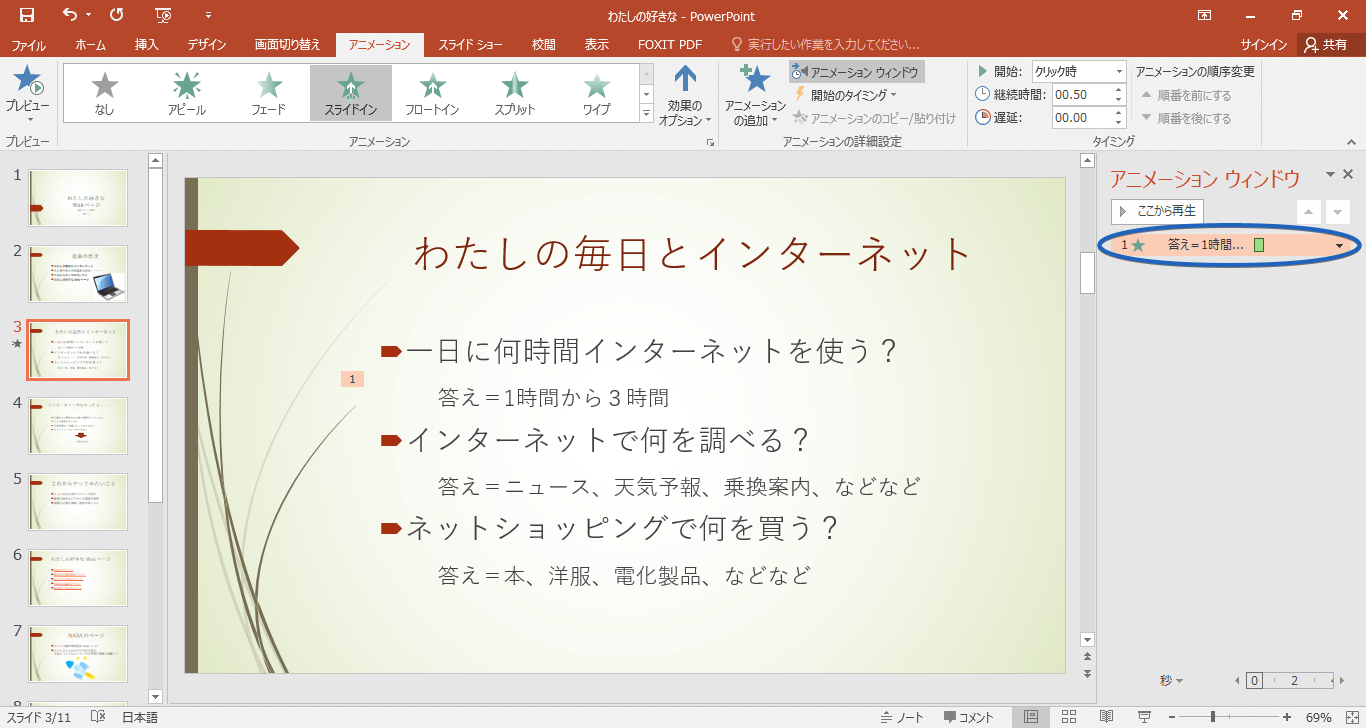 わたしの好きな - PowerPoint
ファイル ホーム 挿入 デザイン 画面切り替え アニメーション スライド ショー 校閲 表示 FOXIT PDF 実行したい作業を入力してください... サインイン 共有
プレビュー
なし アピール フェード スライドイン フロートイン スプリット ワイプ
効果の
オプション
アニメーション
の追加
アニメーション ウィンドウ
開始のタイミング
アニメーションのコピー/貼り付け
開始: クリック時
継続時間: 00.50
遅延: 00.00
アニメーションの順序変更
順番を前にする
順番を後にする
プレビュー アニメーション アニメーションの詳細設定 タイミング
1
わたしの好きな
Webページ
2
3
わたしの毎日とインターネット
4
5
これからやってみたいこと
6
わたしの好きな Webページ
7
NASAのページ
8
わたしの毎日とインターネット
一日に何時間インターネットを使う？
1
答え＝1時間から３時間
インターネットで何を調べる？
答え＝ニュース、天気予報、乗換案内、などなど
ネットショッピングで何を買う？
答え＝本、洋服、電化製品、などなど
アニメーション ウィンドウ
ここから再生
1 答え＝1時間...
秒 0 2
スライド 3/11 日本語 ノート コメント 69%